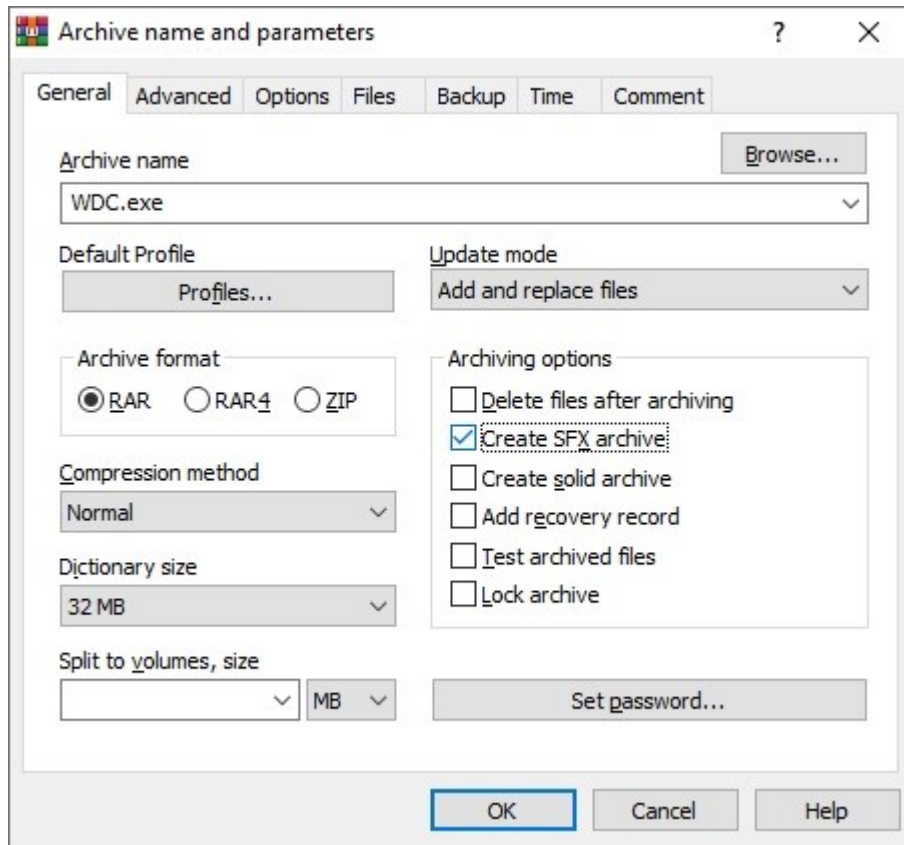 Archive name and parameters
General Advanced Options Files Backup Time Comment
Archive name
Browse...
WDC.exe
Default Profile
Profiles...
Update mode
Add and replace files
Archive format
RAR RAR4 ZIP
Archiving options
Delete files after archiving
Create SFX archive
Create solid archive
Add recovery record
Test archived files
Lock archive
Compression method
Normal
Dictionary size
32 MB
Split to volumes, size
MB
Set password...
OK Cancel Help